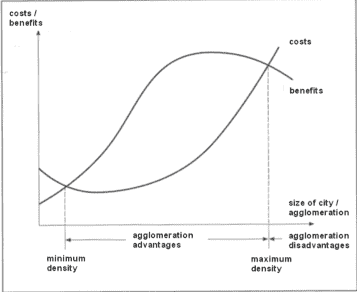 costs /
benefits
costs
benefits
size of city /
agglomeration
agglomeration
advantages
agglomeration
disadvantages
minimum
density
maximum
density